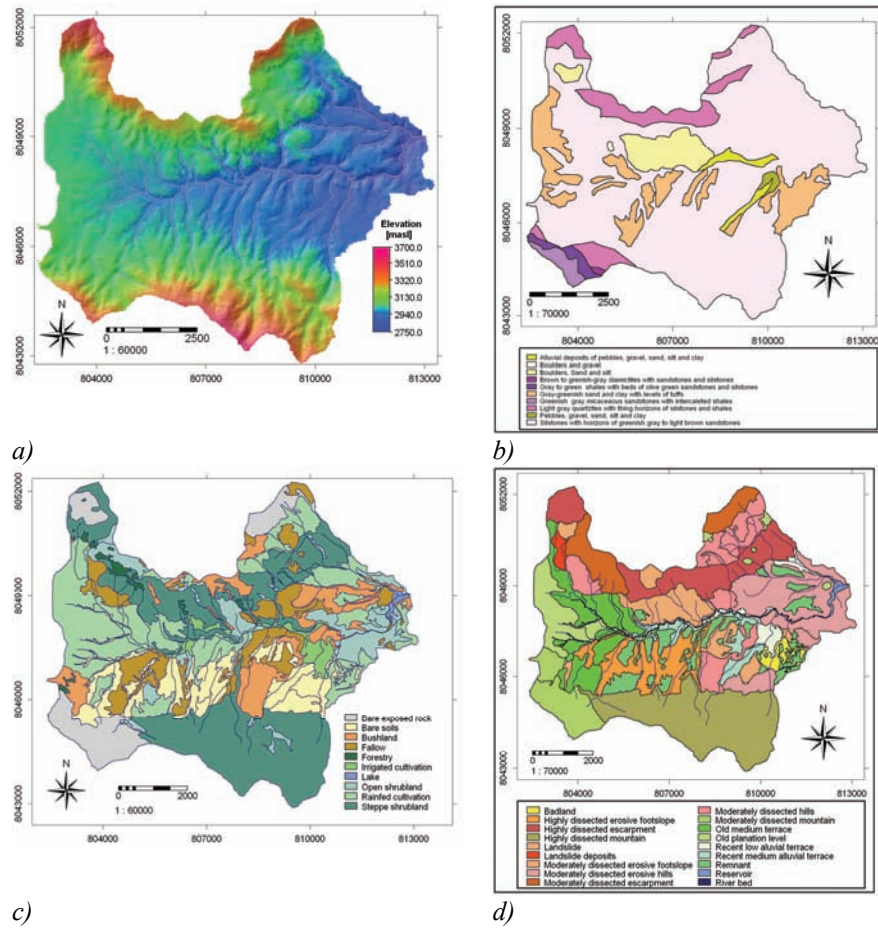 8052000
8049000
8046000
8043000
Elevation
[masl]
3700.0
3320.0
3130.0
2940.0
2750.0
N
0
2500
1 : 60000
804000
807000
810000
813000
a)
8052000
8049000
8046000
8043000
N
0
2500
1 : 70000
804000
807000
810000
813000
Alluvial deposits of pebbles, gravel, sand, silt and clay
Boulders and gravel
Boulders, Sand and silt
Brown to grenish-gray diamictites with sandstones and siltstones
Gray to green shales with beds of olive green sandstones and siltstones
Gray-greenish sand and clay with levels of tuffs
Greenish gray micaceous sandstones with intercaleted shales
Light gray quartzites with thing horizons of siltstones and shales
Pebbles, gravel, sand, silt and clay
Siltstones with horizons of greenish gray to light brown sandstones
b)
8052000
8049000
8046000
8043000
N
0
2000
1 : 60000
Bare exposed rock
Bare soils
Bushland
Fallow
Forestry
Irrigated cultivation
Lake
Open shrubland
Rainfed cultivation
Steppe shrubland
804000
807000
810000
813000
c)
8052000
8049000
8046000
8043000
N
0
2000
1 : 70000
804000
807000
810000
813000
Badland
Highly dissected erosive footslope
Highly dissected escarpment
Highly dissected mountain
Landslide
Landslide deposits
Moderately dissected erosive footslope
Moderately dissected erosive hills
Moderately dissected escarpment
Moderately dissected hills
Moderately dissected mountain
Old medium terrace
Old planation level
Recent low aluvial terrace
Recent medium alluvial terrace
Remnant
Reservoir
River bed
d)